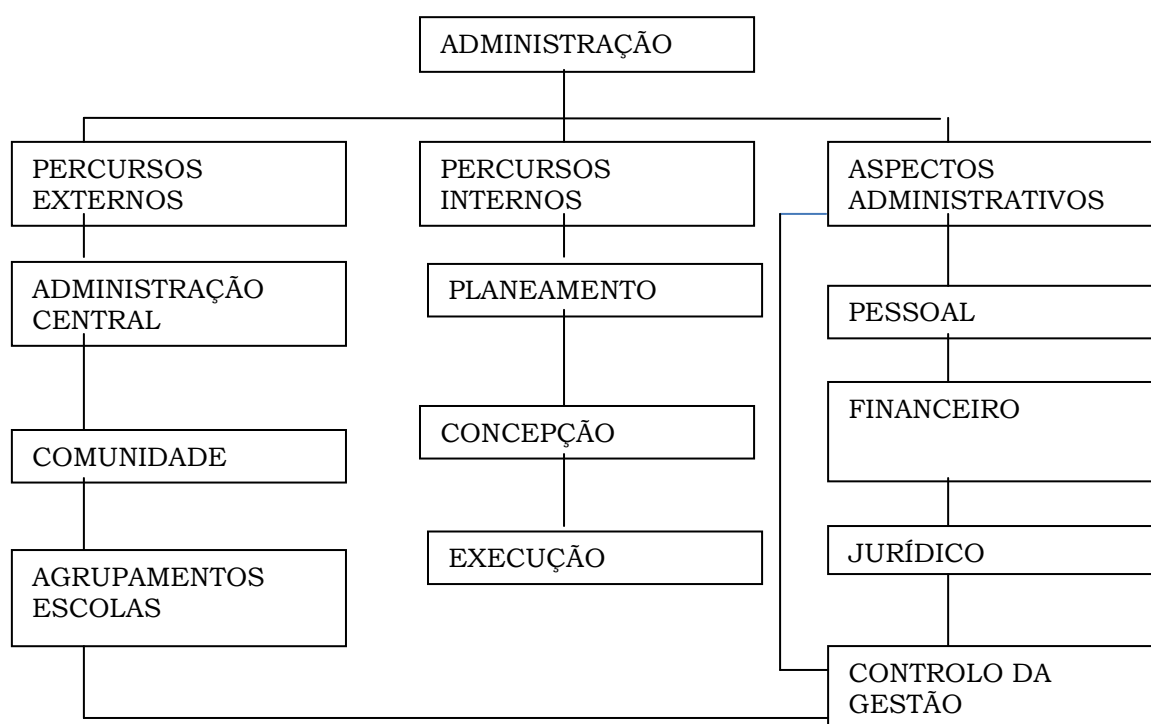 ADMINISTRAÇÃO
PERCURSOS
EXTERNOS
PERCURSOS
INTERNOS
ASPECTOS
ADMINISTRATIVOS
ADMINISTRAÇÃO
CENTRAL
PLANEAMENTO
PESSOAL
FINANCEIRO
COMUNIDADE
CONCEPÇÃO
JURÍDICO
AGRUPAMENTOS
ESCOLAS
EXECUÇÃO
CONTROLO DA
GESTÃO